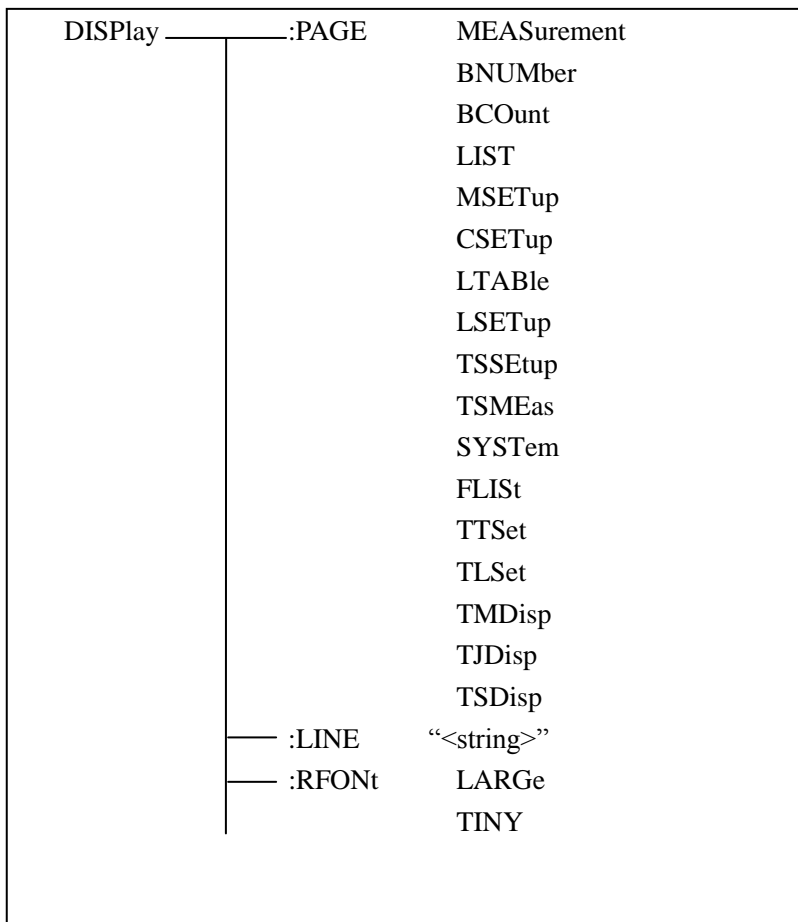 DISPlay :PAGE MEASurement
BNUMber
BCOunt
LIST
MSETup
CSETup
LTABle
LSETup
TSSEtup
TSMEas
SYSTem
FLISt
TTSet
TLSet
TMDisp
TJDisp
TSDisp
:LINE “<string>”
:RFONt LARGe
TINY